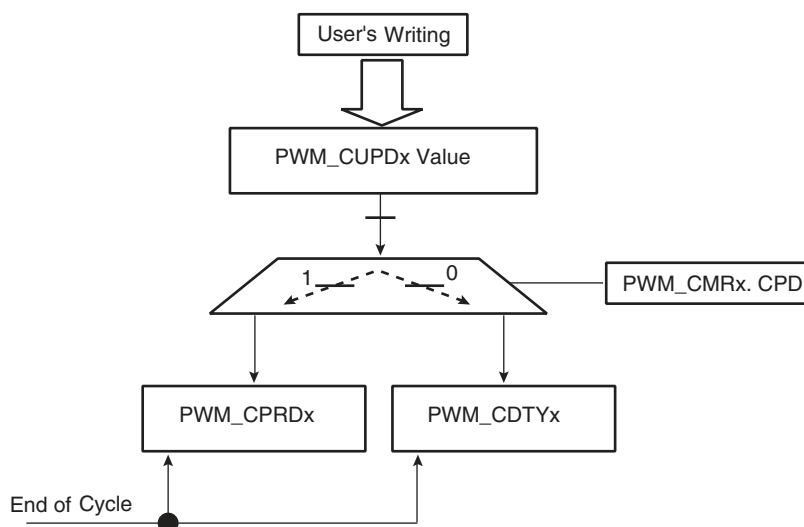 User's Writing
PWM_CUPDx Value
1
0
PWM_CMRx. CPD
PWM_CPRDx
PWM_CDTYx
End of Cycle